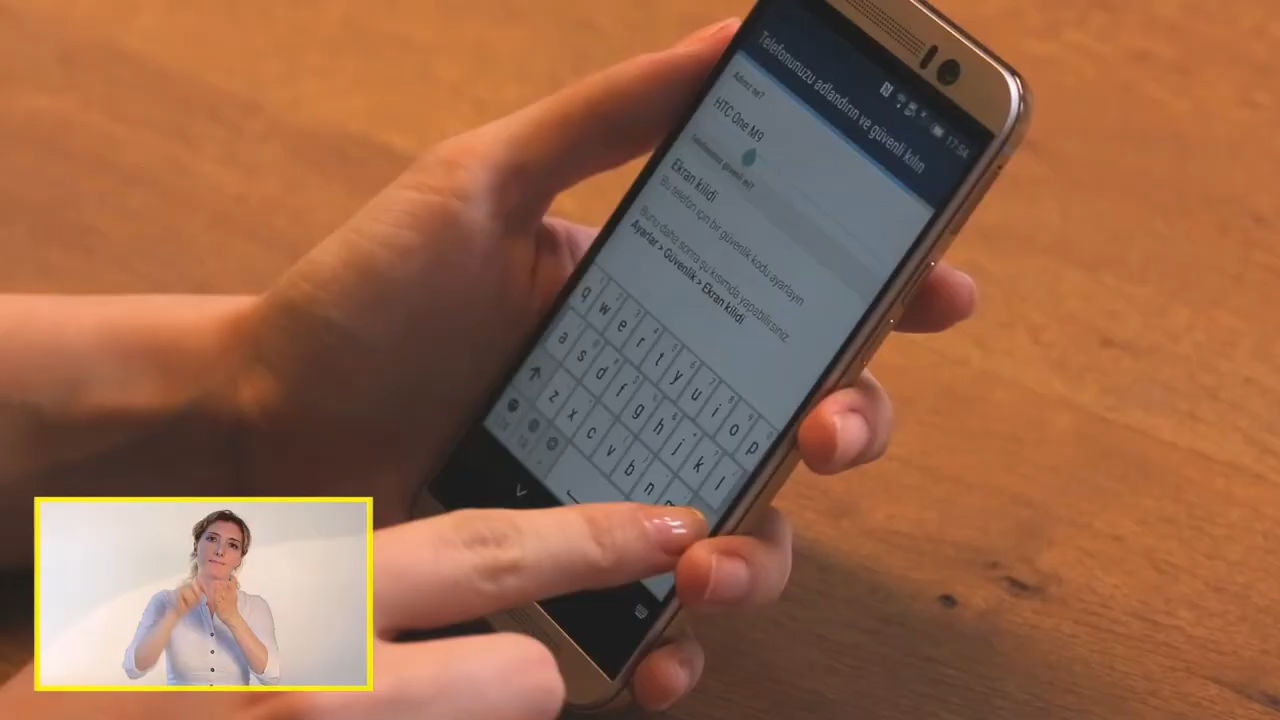 17:54
Telefonunuzu adlandırın ve güvenli kılın
Adınız ne?
HTC One M9
Telefonunuz güvenli mi?
Ekran kilidi
Bu telefon için bir güvenlik kodu ayarlayın
Bunu daha sonra şu kısımda yapabilirsiniz:
Ayarlar > Güvenlik > Ekran kilidi.
q w e r t y u i o p
a s d f g h j k l
z x c v b n